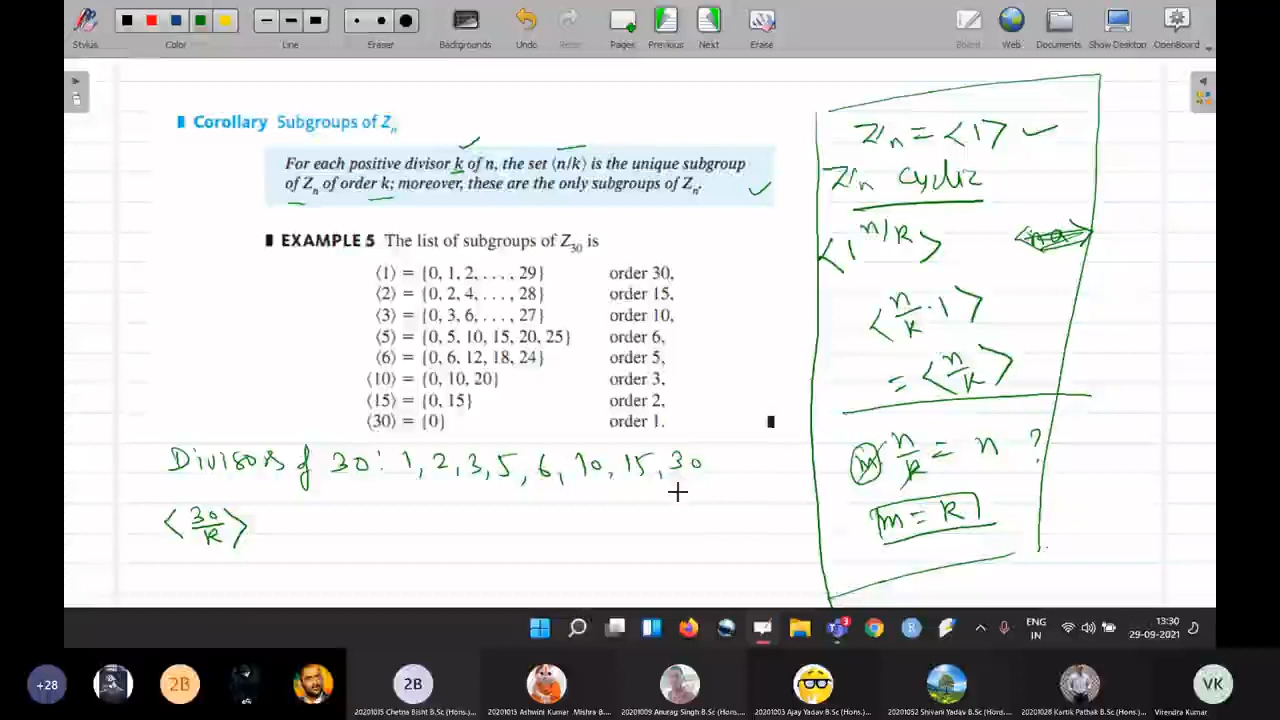 Stylus
Color
Line
Eraser
Backgrounds
Undo
Redo
Pages
Previous
Next
Erase
Board
Web
Documents
Show Desktop
OpenBoard
Corollary Subgroups of Zn
For each positive divisor k of n, the set ⟨n/k⟩ is the unique subgroup
of Zn of order k; moreover, these are the only subgroups of Zn.
EXAMPLE 5 The list of subgroups of Z30 is
⟨1⟩ = {0, 1, 2, . . . , 29} order 30,
⟨2⟩ = {0, 2, 4, . . . , 28} order 15,
⟨3⟩ = {0, 3, 6, . . . , 27} order 10,
⟨5⟩ = {0, 5, 10, 15, 20, 25} order 6,
⟨6⟩ = {0, 6, 12, 18, 24} order 5,
⟨10⟩ = {0, 10, 20} order 3,
⟨15⟩ = {0, 15} order 2,
⟨30⟩ = {0} order 1.
Divisors of 30: 1, 2, 3, 5, 6, 10, 15, 30
⟨30/k⟩
Zn = ⟨1⟩ ✓
Zn cyclic
⟨1^n/k⟩
⟨n/k · 1⟩
= ⟨n/k⟩
m n/k = n ?
m = k
ENG
IN
3
13:30
29-09-2021
+28
2B
2B
VK
20201015 Chetna Bisht B.Sc (Hons.)...
20201013 Ashwini Kumar Mishra B...
20201009 Anurag Singh B.Sc (Hon...
20201003 Ajay Yadav B.Sc (Hons.)...
20201052 Shivani Yadav B.Sc (Hon...
20201028 Kartik Pathak B.Sc (Hon...
Virendra Kumar